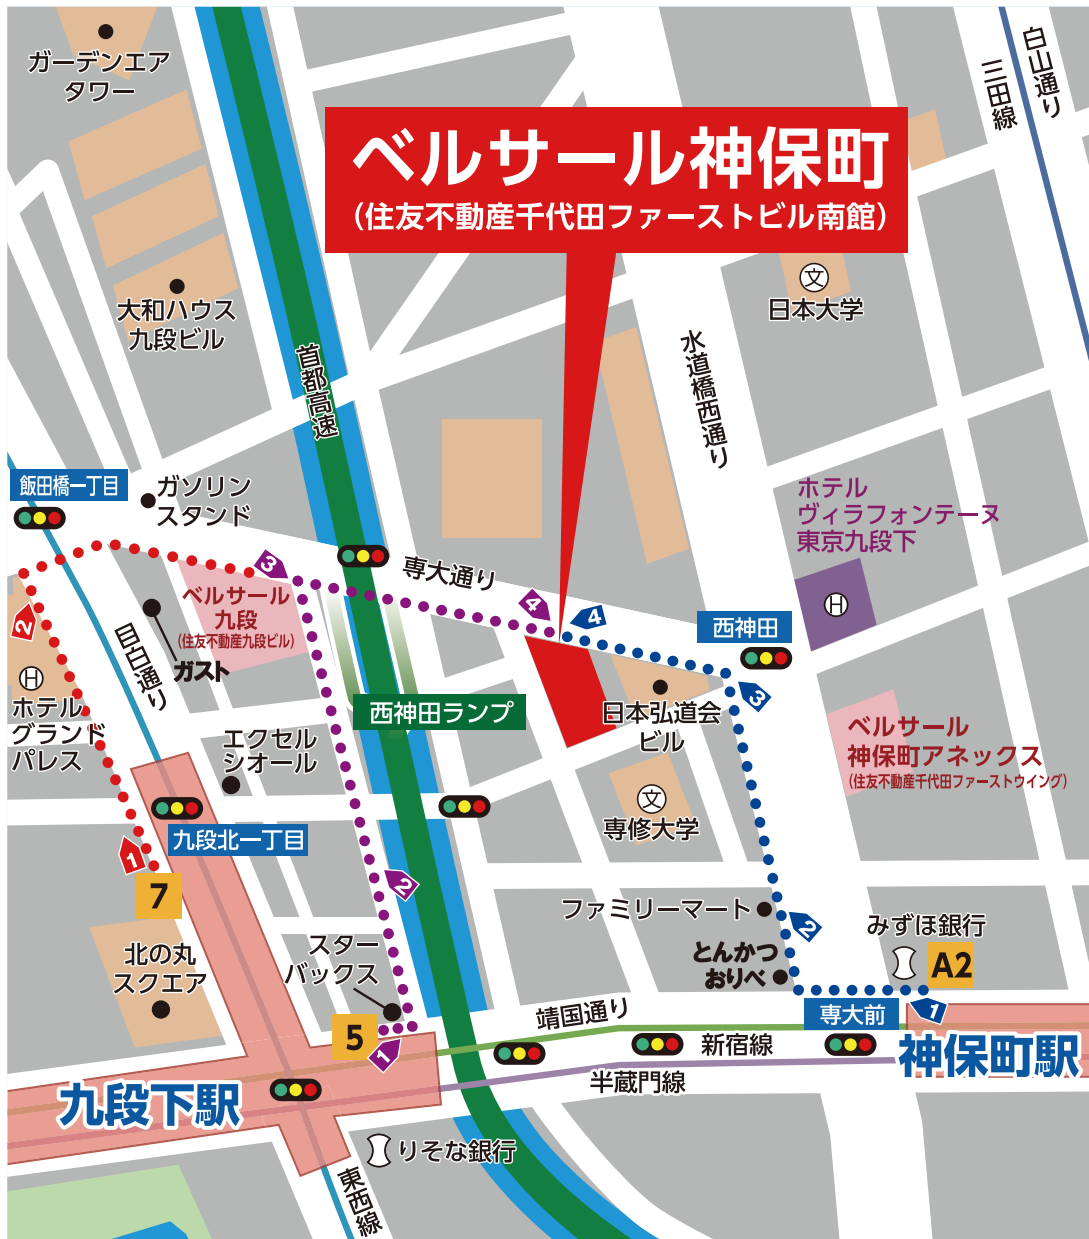 ガーデンエア
タワー
白山通り
三田線
ベルサール神保町
(住友不動産千代田ファーストビル南館)
文
日本大学
大和ハウス
九段ビル
首都高速
水道橋西通り
飯田橋一丁目
ガソリン
スタンド
ホテル
ヴィラフォンテーヌ
東京九段下
H
専大通り
3
4
4
ベルサール
九段
(住友不動産九段ビル)
2
西神田
目白通り
ガスト
H
ホテル
グランド
パレス
3
西神田ランプ
日本弘道会
ビル
エクセル
シオール
ベルサール
神保町アネックス
(住友不動産千代田ファーストウイング)
文
専修大学
九段北一丁目
1
7
2
ファミリーマート
2
みずほ銀行
A2
とんかつ
おりべ
北の丸
スクエア
スター
バックス
1
専大前
靖国通り
5
1
新宿線
神保町駅
半蔵門線
九段下駅
りそな銀行
東西線